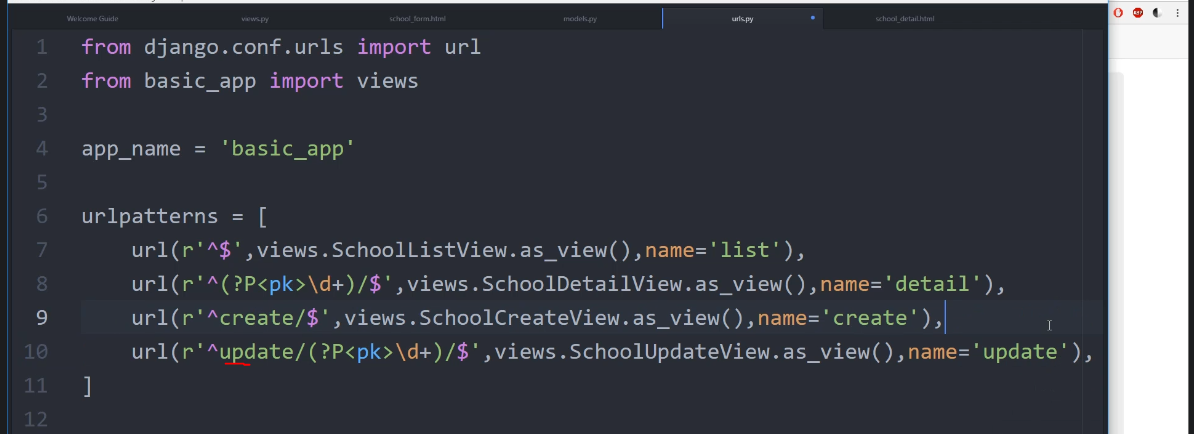 Welcome Guide
views.py
school_form.html
models.py
urls.py
school_detail.html
1 from django.conf.urls import url
2 from basic_app import views
3
4 app_name = 'basic_app'
5
6 urlpatterns = [
7 url(r'^$',views.SchoolListView.as_view(),name='list'),
8 url(r'^(?P<pk>\d+)/$',views.SchoolDetailView.as_view(),name='detail'),
9 url(r'^create/$',views.SchoolCreateView.as_view(),name='create'),
10 url(r'^update/(?P<pk>\d+)/$',views.SchoolUpdateView.as_view(),name='update'),
11 ]
12